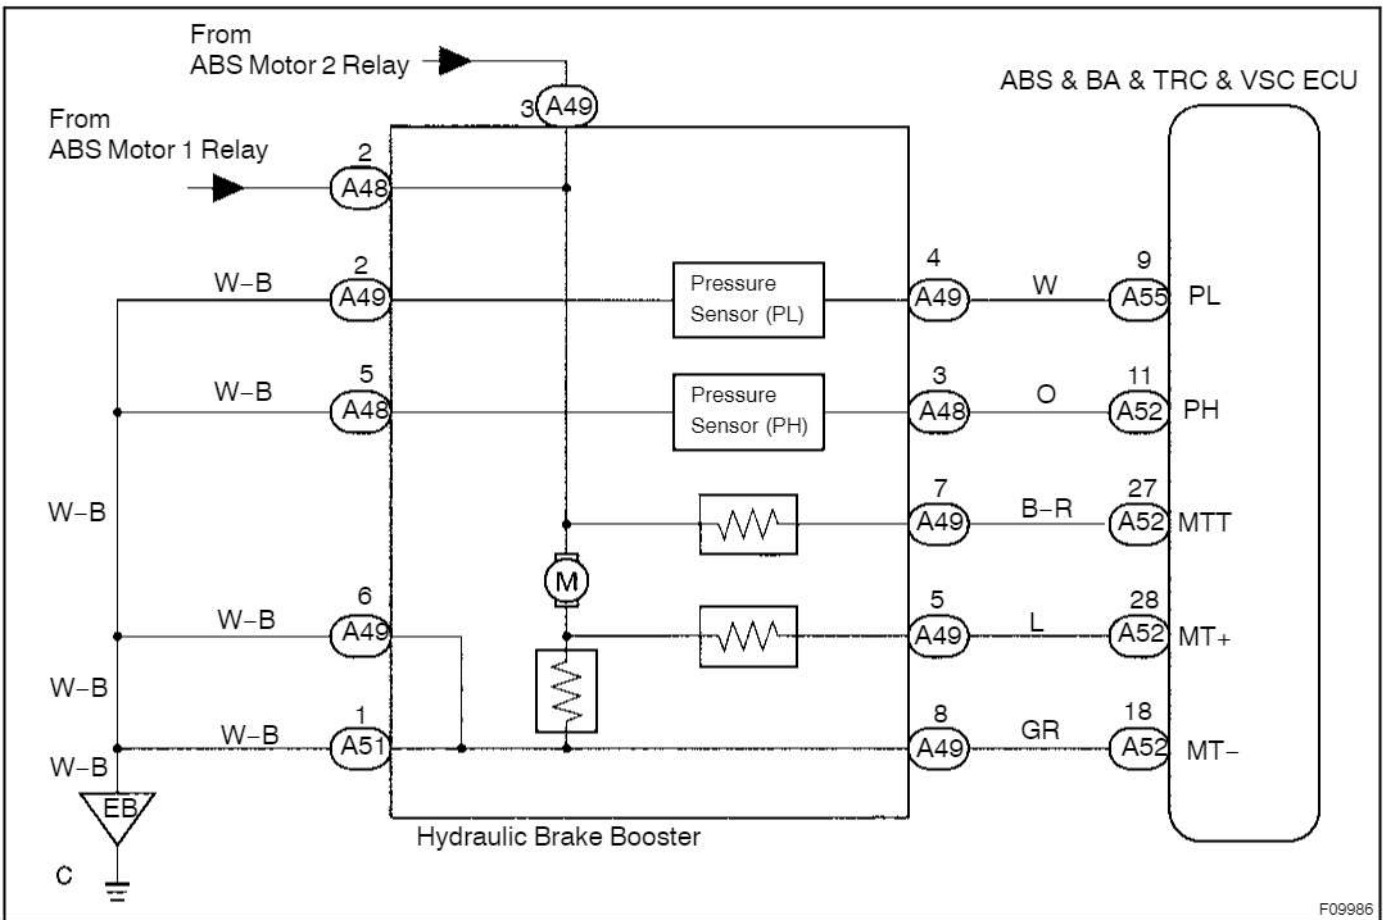 From
ABS Motor 2 Relay
3 A49
ABS & BA & TRC & VSC ECU
From
ABS Motor 1 Relay
2
A48
W–B
2
A49
Pressure
Sensor (PL)
4
A49
W
9
A55
PL
W–B
5
A48
Pressure
Sensor (PH)
3
A48
O
11
A52
PH
W–B
7
A49
B–R
27
A52
MTT
M
W–B
6
A49
5
A49
L
28
A52
MT+
W–B
W–B
1
A51
8
A49
GR
18
A52
MT–
W–B
EB
C
Hydraulic Brake Booster
F09986